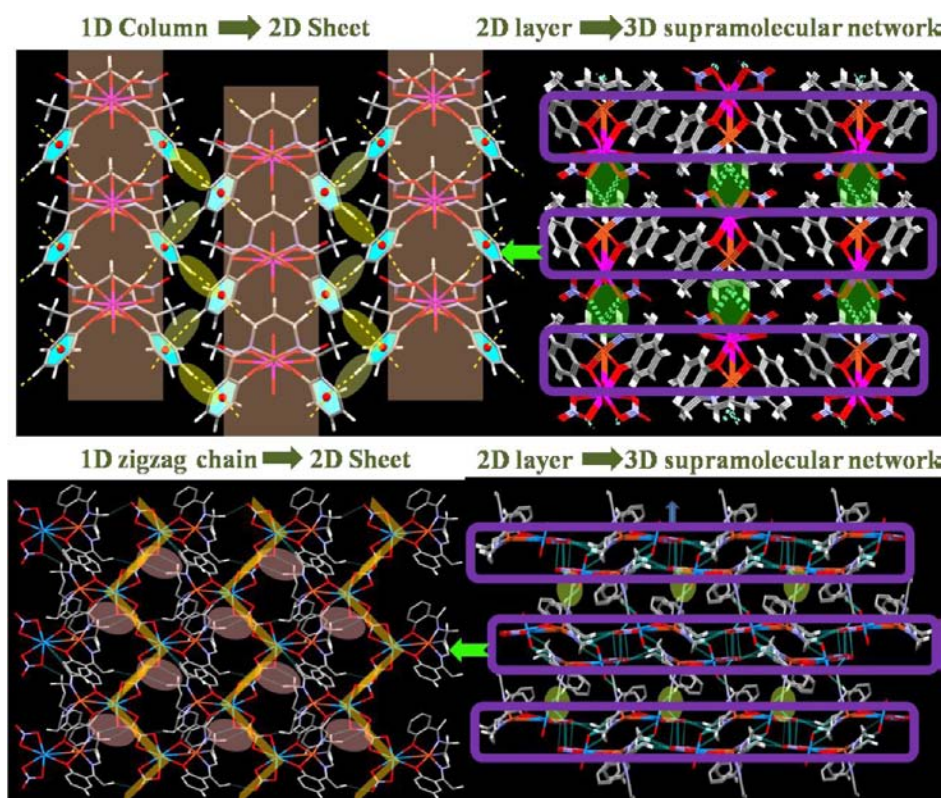 1D Column ➡ 2D Sheet
2D layer ➡ 3D supramolecular network
1D zigzag chain ➡ 2D Sheet
2D layer ➡ 3D supramolecular network